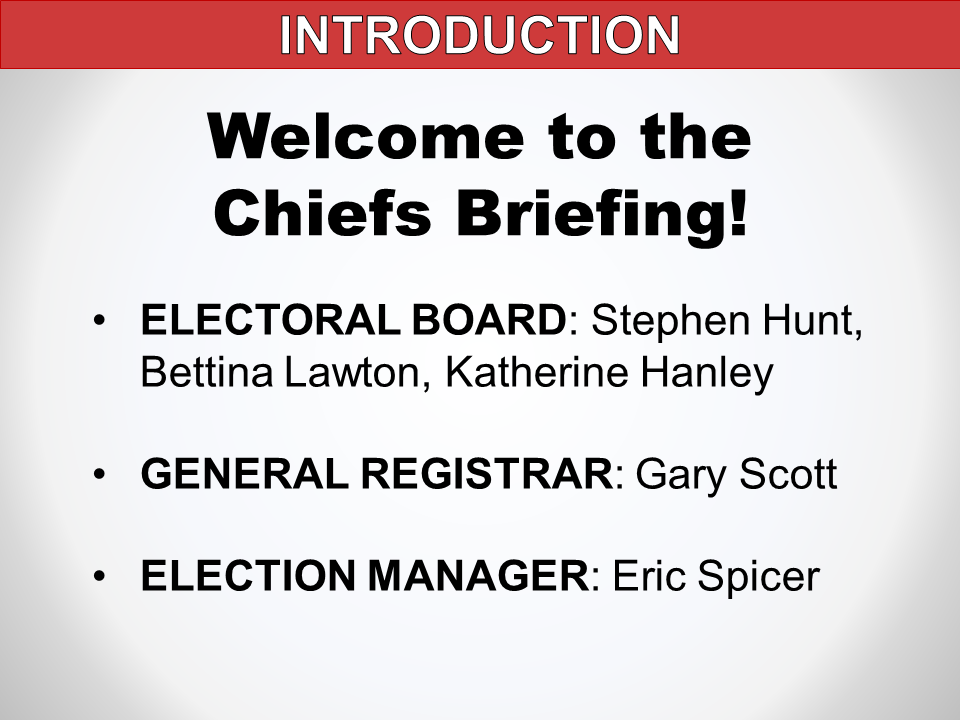 INTRODUCTION
Welcome to the
Chiefs Briefing!
• ELECTORAL BOARD: Stephen Hunt,
Bettina Lawton, Katherine Hanley
• GENERAL REGISTRAR: Gary Scott
• ELECTION MANAGER: Eric Spicer